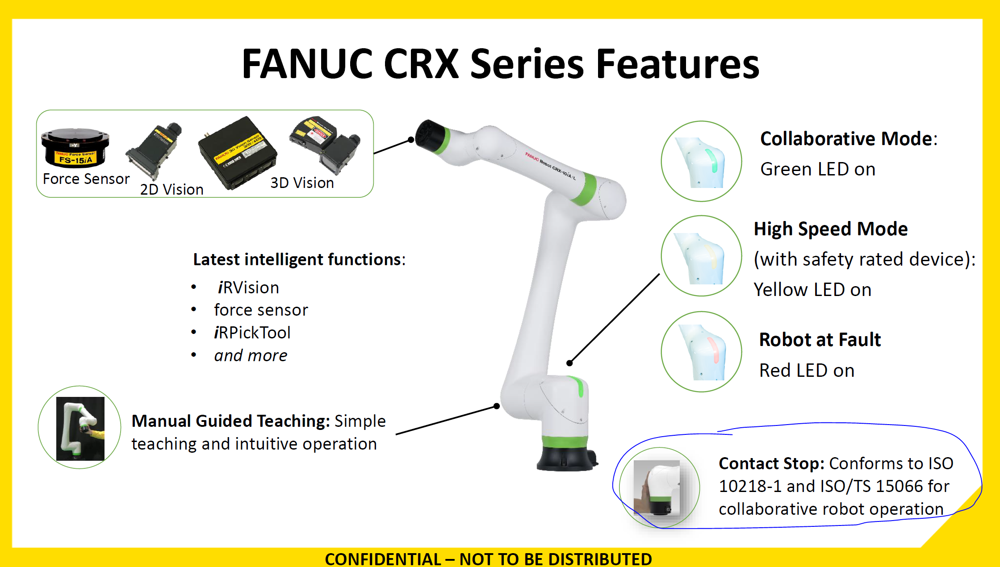 FANUC CRX Series Features
FANUC Force Sensor
FS-15iA
Force Sensor
2D Vision
FANUC 3D Vision Sensor
3DV/400
3D Vision
FANUC Robot CRX-10iA/L
Collaborative Mode:
Green LED on
High Speed Mode
(with safety rated device):
Yellow LED on
Robot at Fault
Red LED on
Latest intelligent functions:
• iRVision
• force sensor
• iRPickTool
• and more
Manual Guided Teaching: Simple
teaching and intuitive operation
Contact Stop: Conforms to ISO
10218-1 and ISO/TS 15066 for
collaborative robot operation
CONFIDENTIAL – NOT TO BE DISTRIBUTED